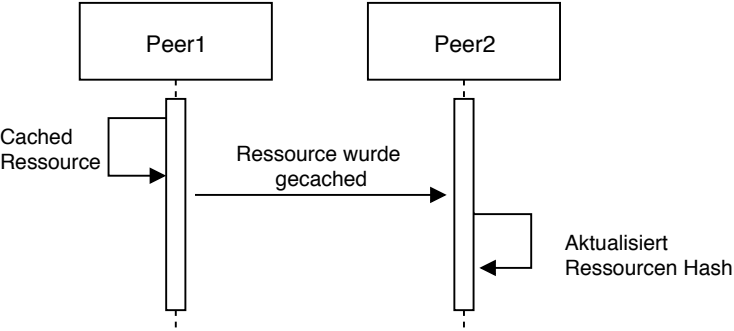 Peer1
Peer2
Cached
Ressource
Ressource wurde
gecached
Aktualisiert
Ressourcen Hash